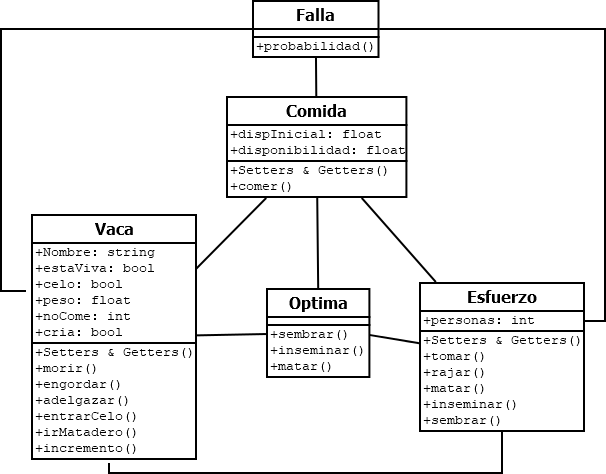 Falla
+probabilidad()
Comida
+dispInicial: float
+disponibilidad: float
+Setters & Getters()
+comer()
Vaca
+Nombre: string
+estaViva: bool
+celo: bool
+peso: float
+noCome: int
+cria: bool
+Setters & Getters()
+morir()
+engordar()
+adelgazar()
+entrarCelo()
+irMatadero()
+incremento()
Optima
+sembrar()
+inseminar()
+matar()
Esfuerzo
+personas: int
+Setters & Getters()
+tomar()
+rajar()
+matar()
+inseminar()
+sembrar()